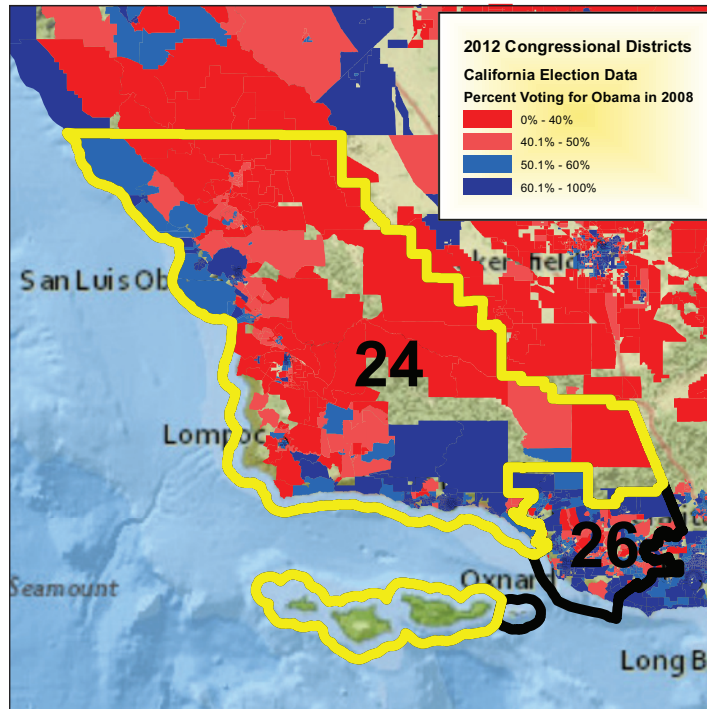 2012 Congressional Districts
California Election Data
Percent Voting for Obama in 2008
0% - 40%
40.1% - 50%
50.1% - 60%
60.1% - 100%
San Luis Ob
24
Lompoc
26
Oxnard
Seamount
Long B